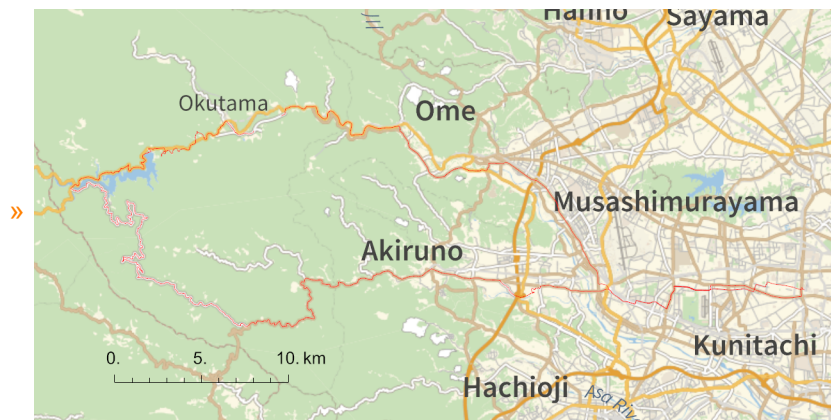 Hanno
Sayama
Okutama
Ome
»
Musashimurayama
Akiruno
0. 5. 10. km
Kunitachi
Hachioji
Asa Riv